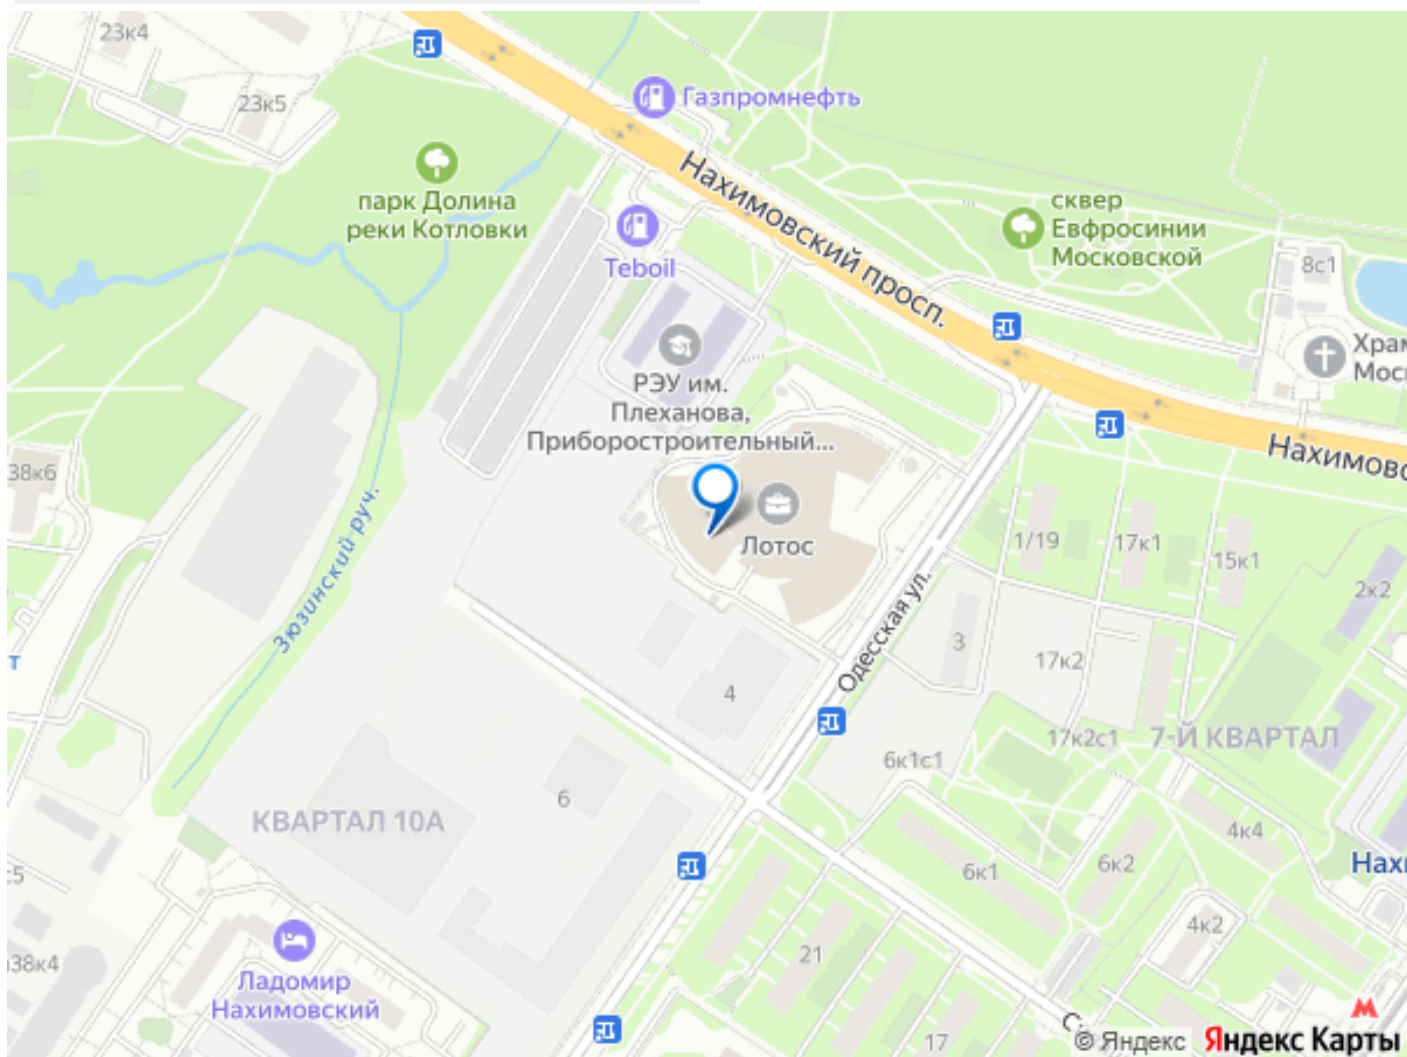 23к4
23к5
Газпромнефть
парк Долина
реки Котловки
Teboil
Нахимовский просп.
сквер
Евфросинии
Московской
8с1
РЭУ им.
Плеханова,
Приборостроительный...
Храм
Моск
Нахимовс
38к6
Зюзинский руч.
Лотос
1/19
17к1
15к1
2к2
Одесская ул.
3
17к2
4
17к2с1
7-Й КВАРТАЛ
6к1с1
6
КВАРТАЛ 10А
4к4
6к1
6к2
Нахи
4к2
38к4
Ладомир
Нахимовский
21
17
© Яндекс Яндекс Карты